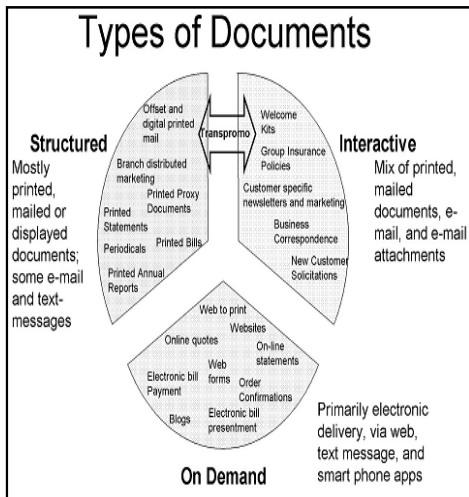 Types of Documents
Structured
Mostly
printed,
mailed or
displayed
documents;
some e-mail
and text-
messages
Offset and
digital printed
mail
Branch distributed
marketing
Printed Proxy
Documents
Printed
Statements
Periodicals
Printed Bills
Printed Annual
Reports
Transpromo
Welcome
Kits
Group Insurance
Policies
Customer specific
newsletters and marketing
Business
Correspondence
New Customer
Solicitations
Interactive
Mix of printed,
mailed
documents, e-
mail, and e-mail
attachments
Web to print
Websites
Online quotes
On-line
statements
Web
forms
Electronic bill
Payment
Order
Confirmations
Blogs
Electronic bill
presentment
On Demand
Primarily electronic
delivery, via web,
text message, and
smart phone apps